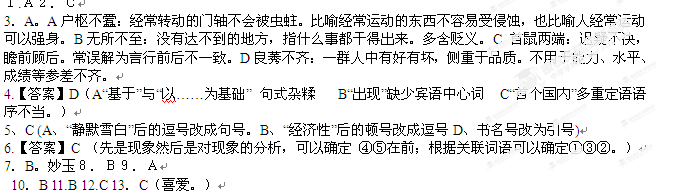 1.A 2. C
3. A。A 户枢不蠹：经常转动的门轴不会被虫蛀。比喻经常运动的东西不容易受侵蚀，也比喻人经常运动
可以强身。B 无所不至：没有达不到的地方，指什么事都干得出来。多含贬义。C 首鼠两端：迟疑不决，
瞻前顾后。常误解为言行前后不一致。D 良莠不齐：一群人中有好有坏，侧重于品质。不用于能力、水平、
成绩等参差不齐。
4.【答案】D（A“基于”与“以……为基础” 句式杂糅 B“出现”缺少宾语中心词 C“各个国内”多重定语语
序不当。）
5、C (A、“静默雪白”后的逗号改成句号。B、“经济性”后的顿号改成逗号 D、书名号改为引号)
6.【答案】C （先是现象然后是对现象的分析，可以确定 ④⑤在前；根据关联词语可以确定①③②。）
7．B。妙玉８．Ｂ９．Ａ
10．B 11.B 12.C 13．C（喜爱。）